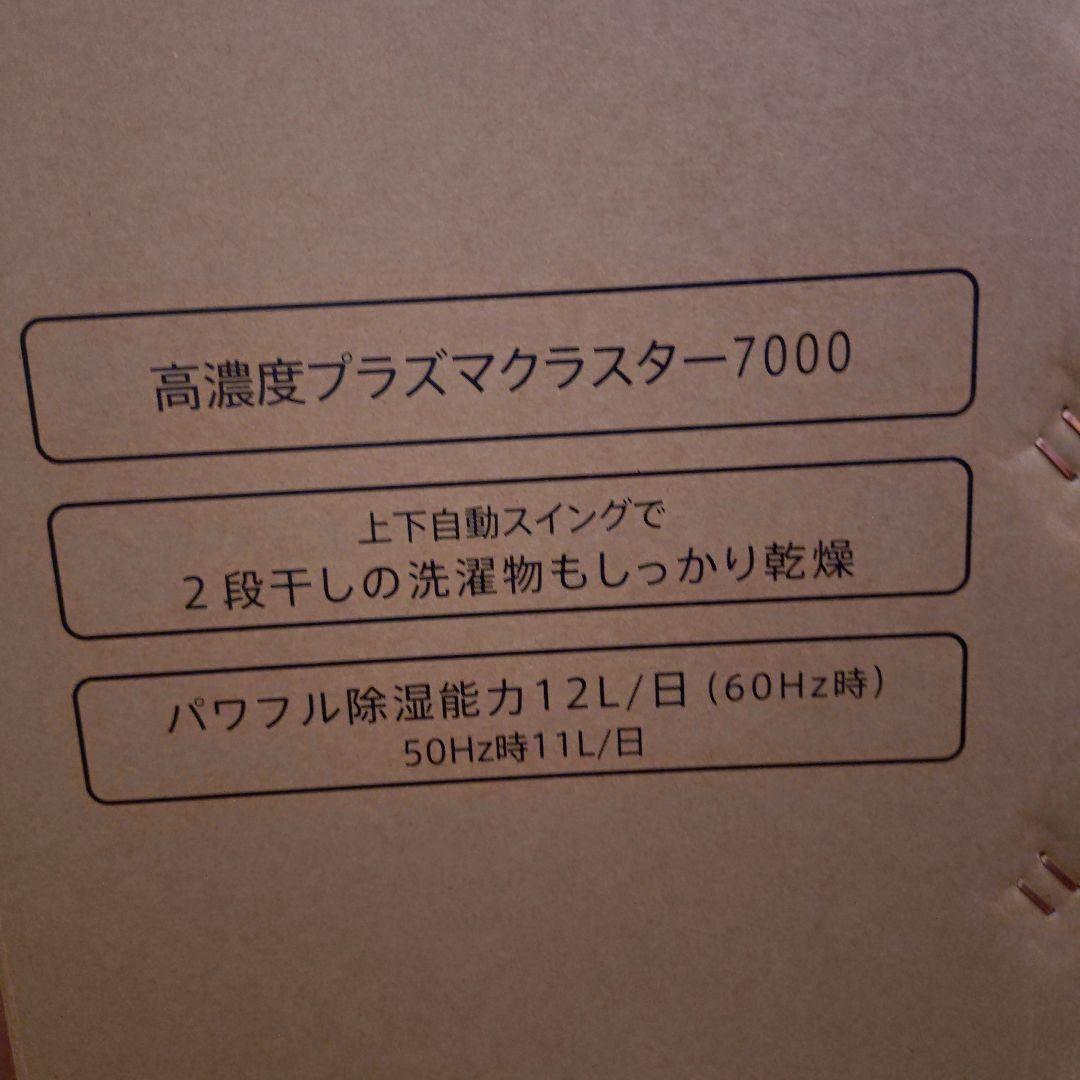 高濃度プラズマクラスター7000
上下自動スイングで
2段干しの洗濯物もしっかり乾燥
パワフル除湿能力12L/日(60Hz時)
50Hz時11L/日